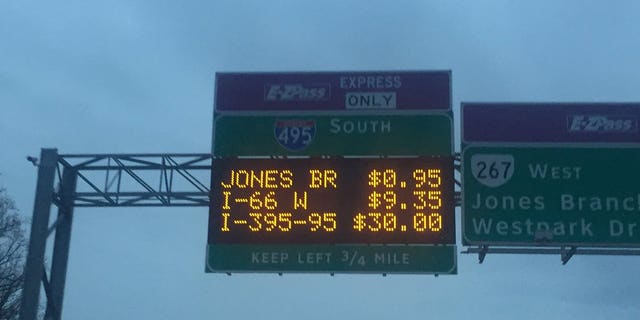 E-ZPass EXPRESS
ONLY
495 SOUTH
JONES BR $0.95
I-66 W $9.35
I-395-95 $30.00
KEEP LEFT 3/4 MILE
E-ZPass
267 WEST
Jones Branch
Westpark Dr